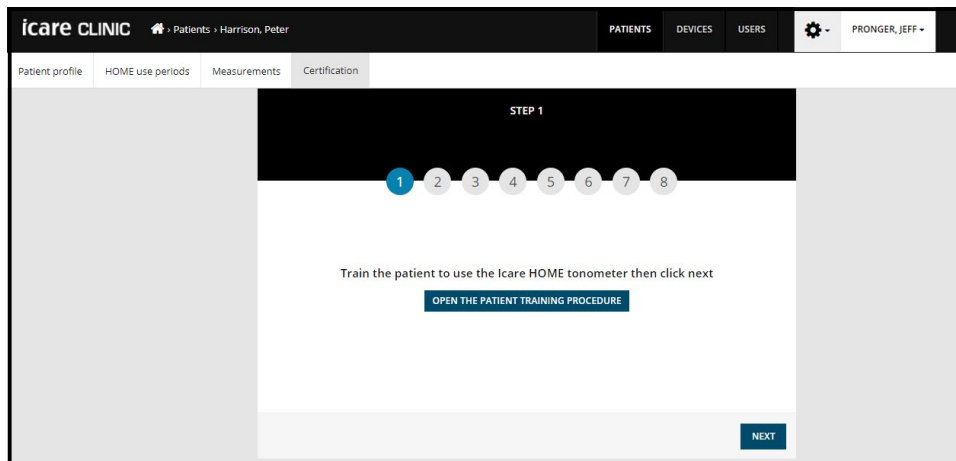 icare CLINIC › Patients › Harrison, Peter PATIENTS DEVICES USERS PRONGER, JEFF
Patient profile HOME use periods Measurements Certification
STEP 1
1 2 3 4 5 6 7 8
Train the patient to use the Icare HOME tonometer then click next
OPEN THE PATIENT TRAINING PROCEDURE
NEXT